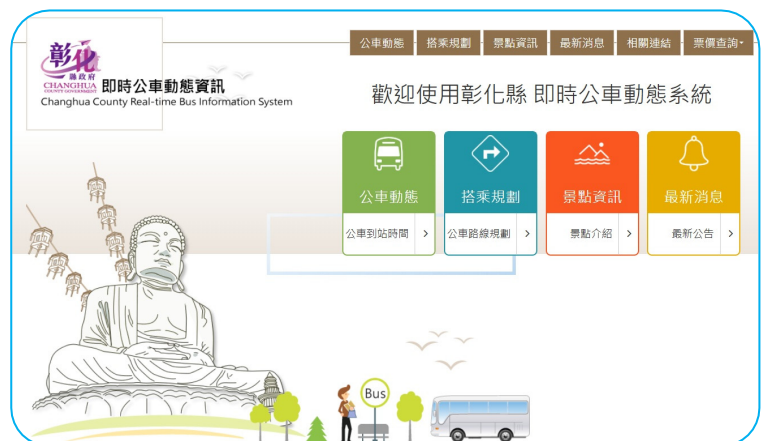 公車動態 搭乘規劃 景點資訊 最新消息 相關連結 票價查詢
彰化
縣政府
CHANGHUA
COUNTY GOVERNMENT
即時公車動態資訊
Changhua County Real-time Bus Information System
歡迎使用彰化縣 即時公車動態系統
公車動態 搭乘規劃 景點資訊 最新消息
公車到站時間 > 公車路線規劃 > 景點介紹 > 最新公告 >
Bus